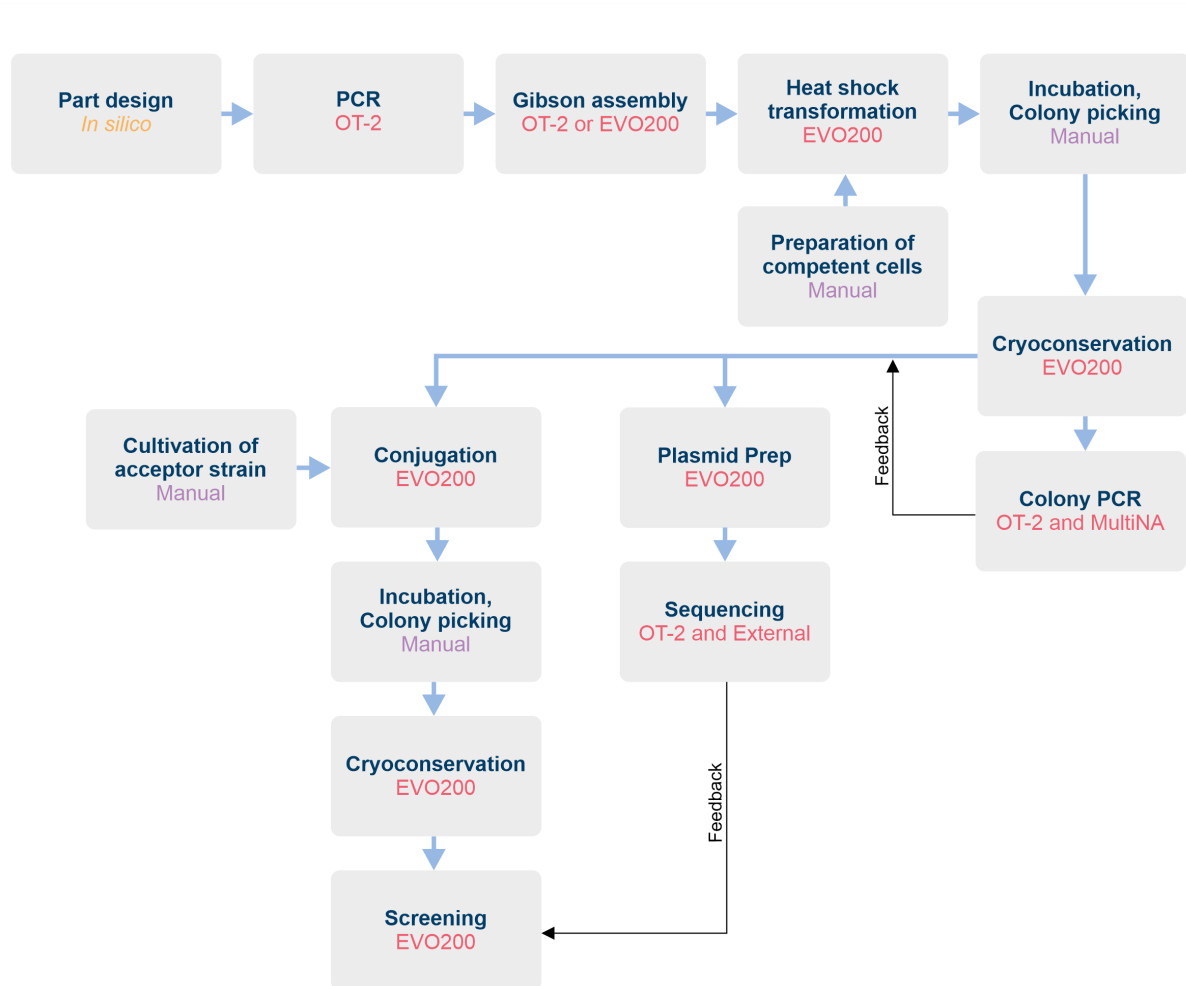 Part design
In silico
PCR
OT-2
Gibson assembly
OT-2 or EVO200
Heat shock
transformation
EVO200
Incubation,
Colony picking
Manual
Preparation of
competent cells
Manual
Cryoconservation
EVO200
Cultivation of
acceptor strain
Manual
Conjugation
EVO200
Plasmid Prep
EVO200
Feedback
Colony PCR
OT-2 and MultiNA
Incubation,
Colony picking
Manual
Sequencing
OT-2 and External
Cryoconservation
EVO200
Feedback
Screening
EVO200